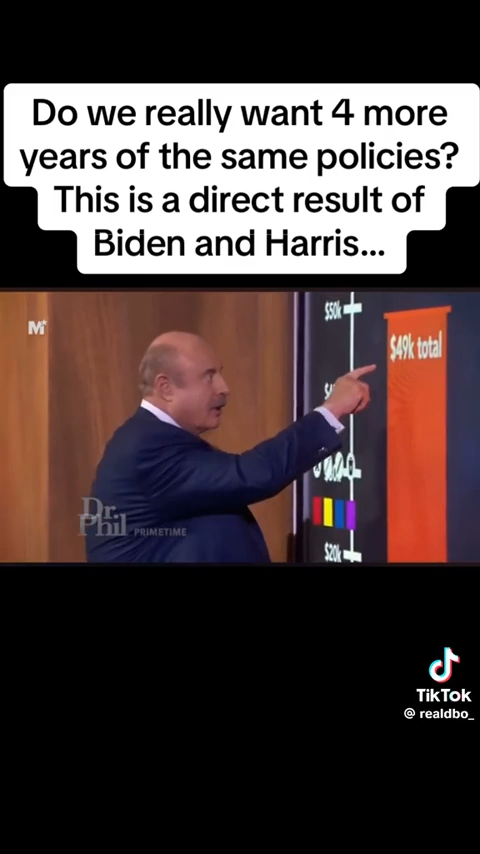 Do we really want 4 more
years of the same policies?
This is a direct result of
Biden and Harris...
M
$50k
$49k total
Dr.
Phil PRIMETIME
$20k
TikTok
@ realdbo_